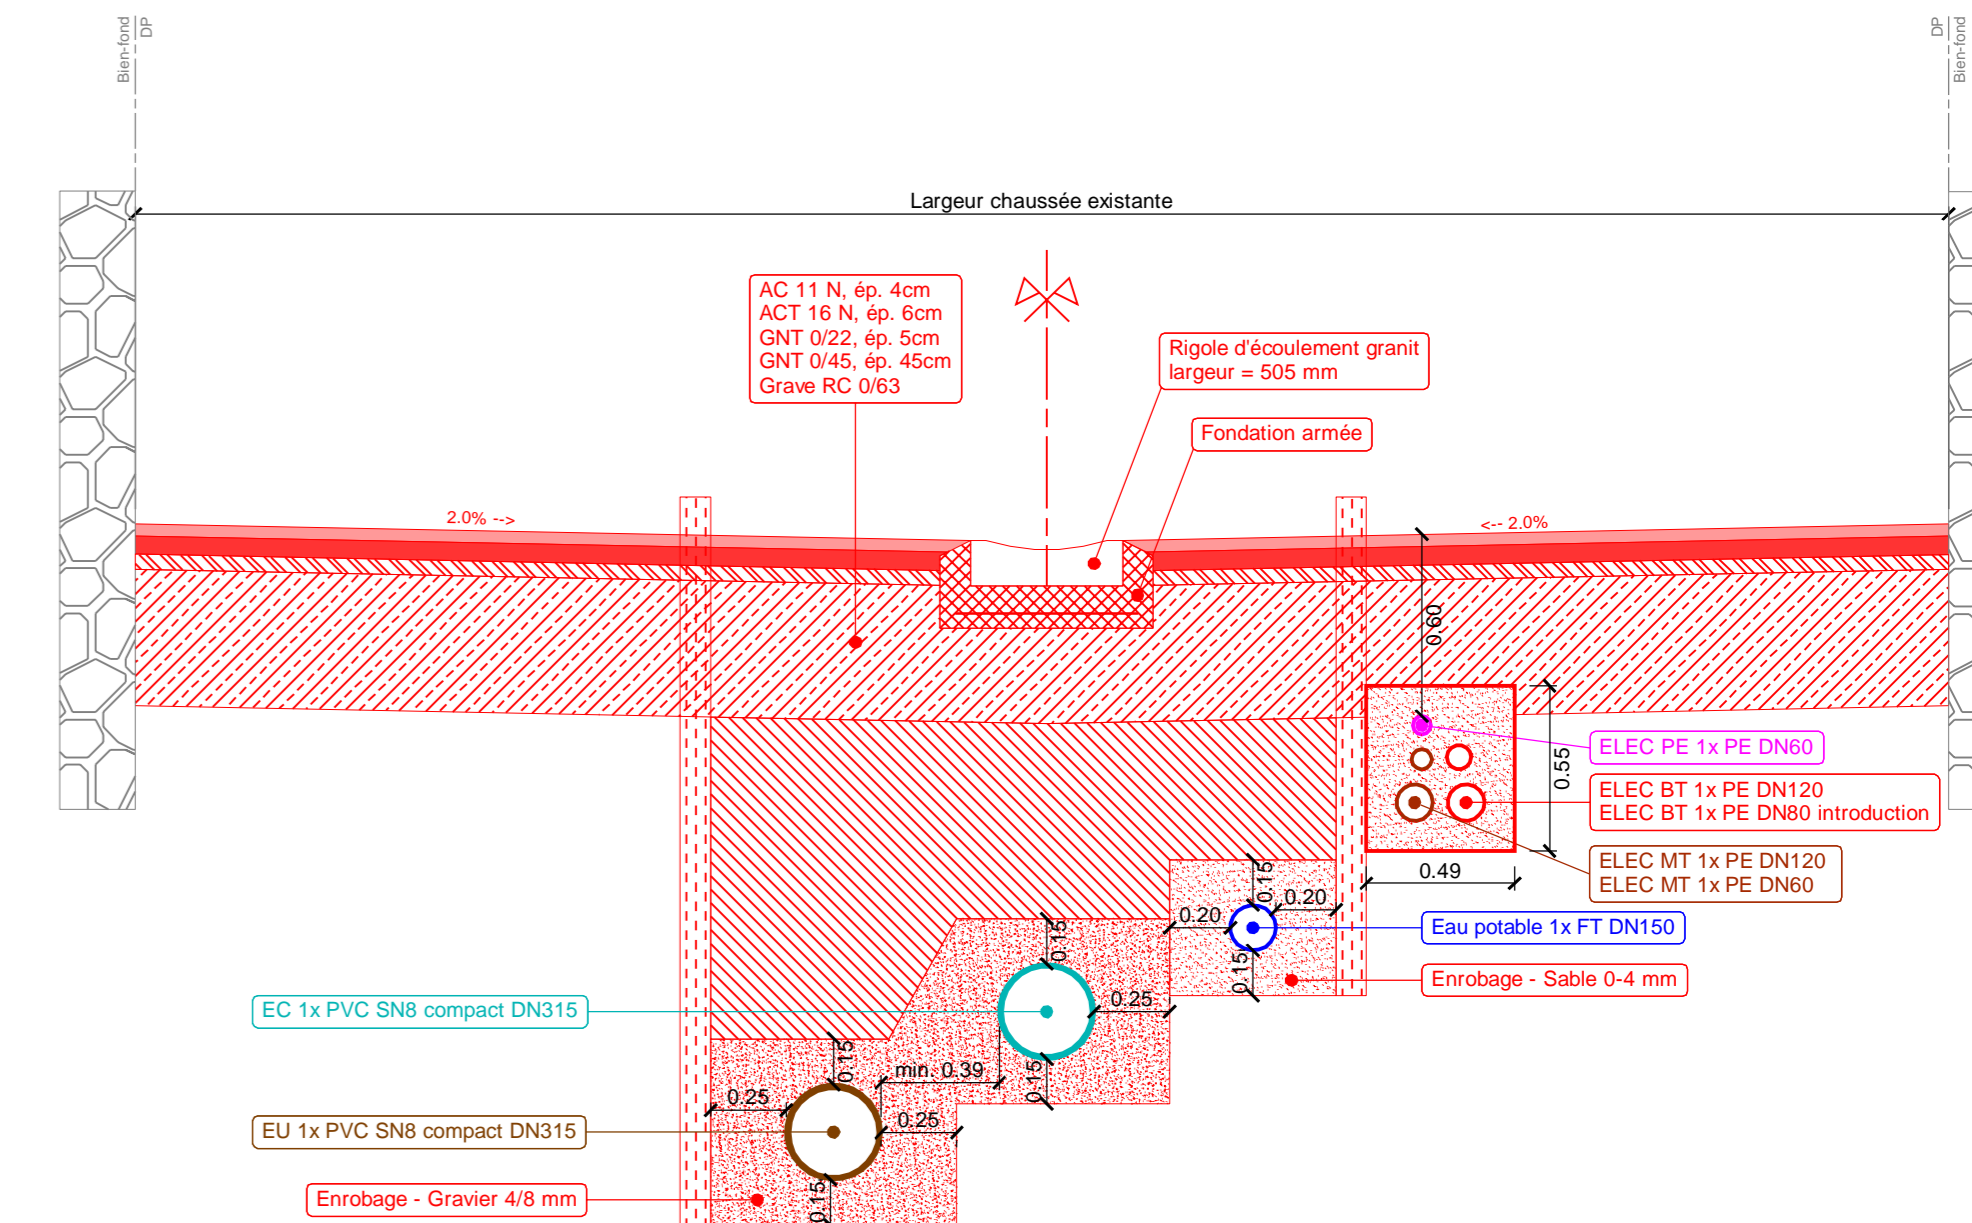 Bien-fond
DP
DP
Bien-fond
Largeur chaussée existante
AC 11 N, ép. 4cm
ACT 16 N, ép. 6cm
GNT 0/22, ép. 5cm
GNT 0/45, ép. 45cm
Grave RC 0/63
Rigole d'écoulement granit
largeur = 505 mm
Fondation armée
2.0% -->
<-- 2.0%
0.60
ELEC PE 1x PE DN60
0.55
ELEC BT 1x PE DN120
ELEC BT 1x PE DN80 introduction
ELEC MT 1x PE DN120
ELEC MT 1x PE DN60
0.49
0.15
0.20
0.20
Eau potable 1x FT DN150
0.15
0.15
Enrobage - Sable 0-4 mm
EC 1x PVC SN8 compact DN315
0.25
0.15
min. 0.39
0.15
0.25
0.25
EU 1x PVC SN8 compact DN315
Enrobage - Gravier 4/8 mm
0.15